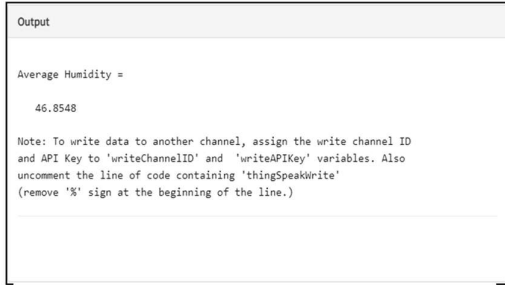 Output
Average Humidity =
46.8548
Note: To write data to another channel, assign the write channel ID
and API Key to 'writeChannelID' and 'writeAPIKey' variables. Also
uncomment the line of code containing 'thingSpeakWrite'
(remove '%' sign at the beginning of the line.)